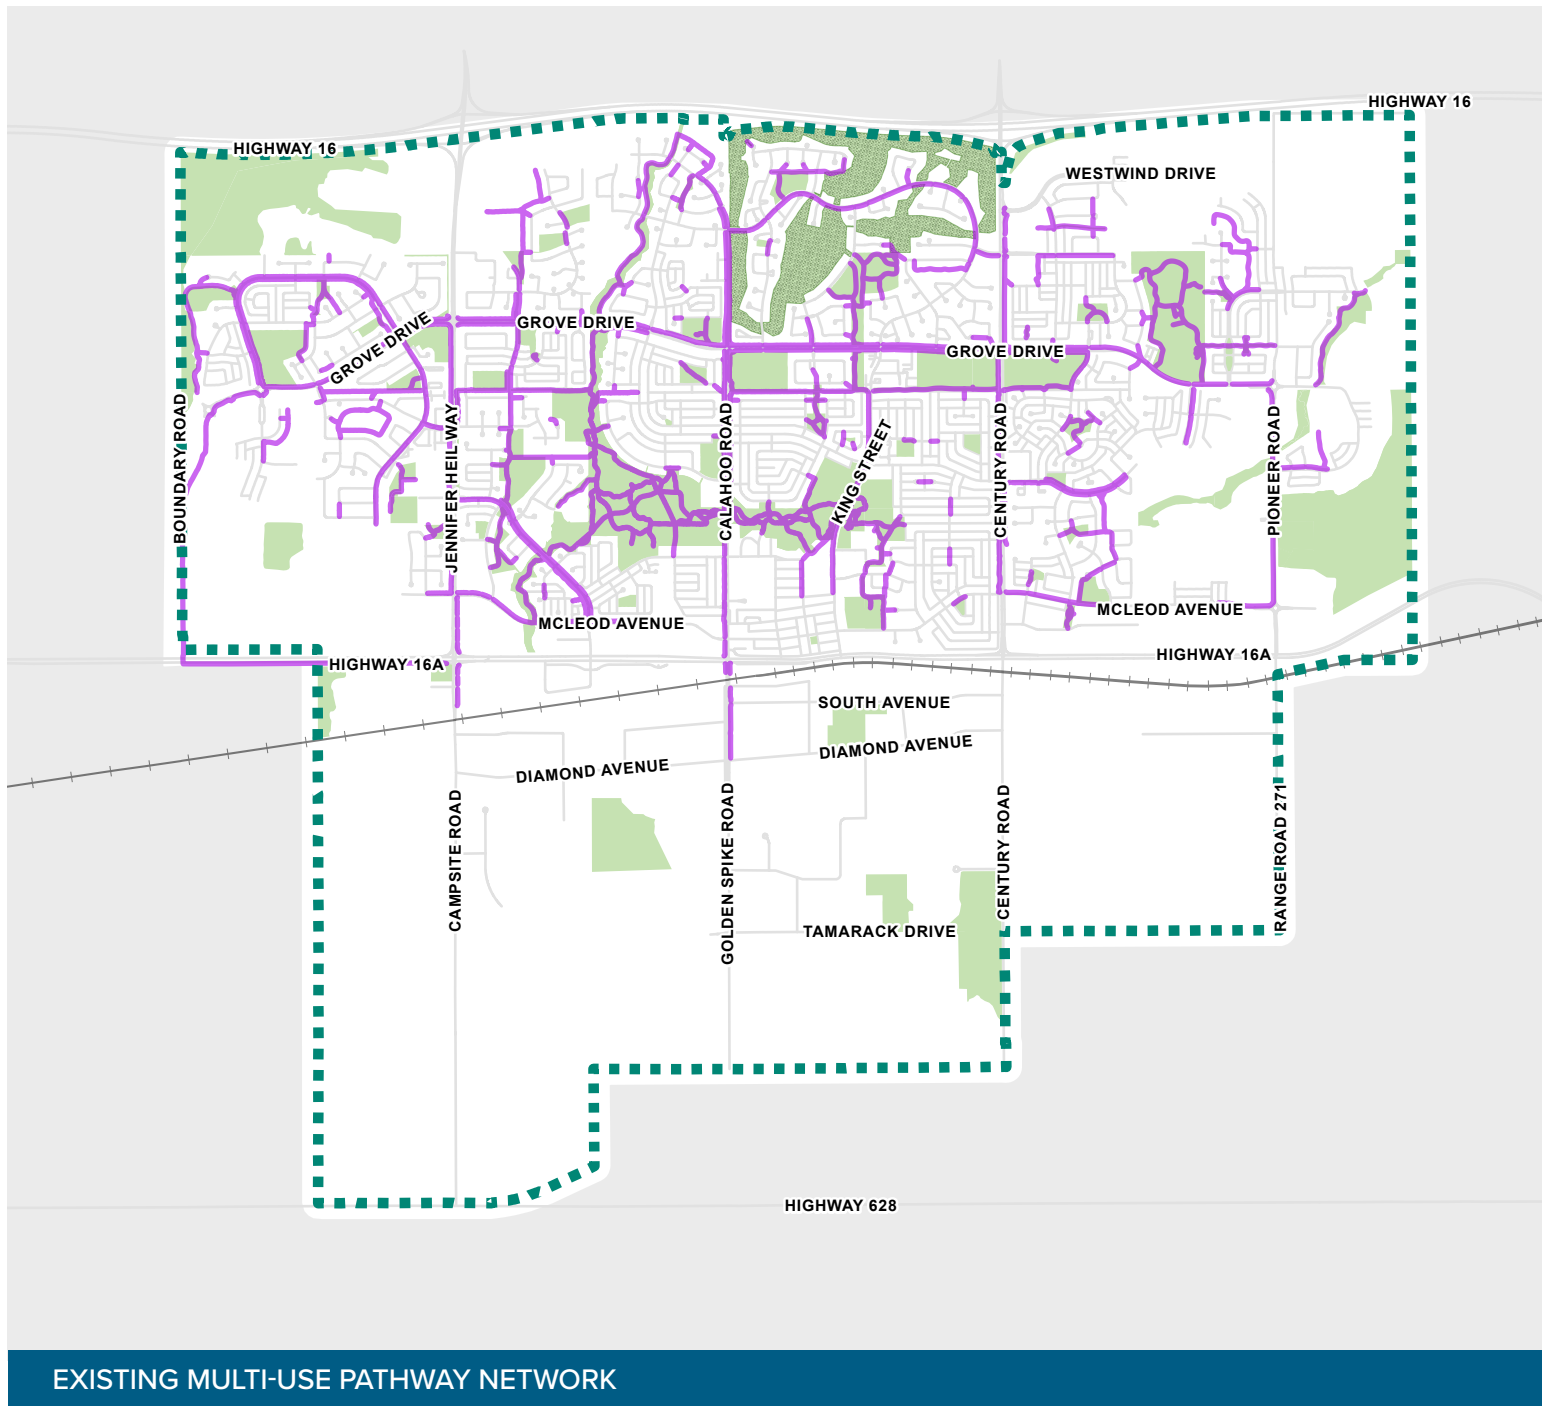 HIGHWAY 16
HIGHWAY 16
WESTWIND DRIVE
GROVE DRIVE
GROVE DRIVE
GROVE DRIVE
BOUNDARY ROAD
JENNIFER HEIL WAY
CALAHOO ROAD
KING STREET
CENTURY ROAD
PIONEER ROAD
MCLEOD AVENUE
MCLEOD AVENUE
HIGHWAY 16A
HIGHWAY 16A
SOUTH AVENUE
DIAMOND AVENUE
DIAMOND AVENUE
CAMPSITE ROAD
GOLDEN SPIKE ROAD
CENTURY ROAD
RANGE ROAD 271
TAMARACK DRIVE
HIGHWAY 628
EXISTING MULTI-USE PATHWAY NETWORK